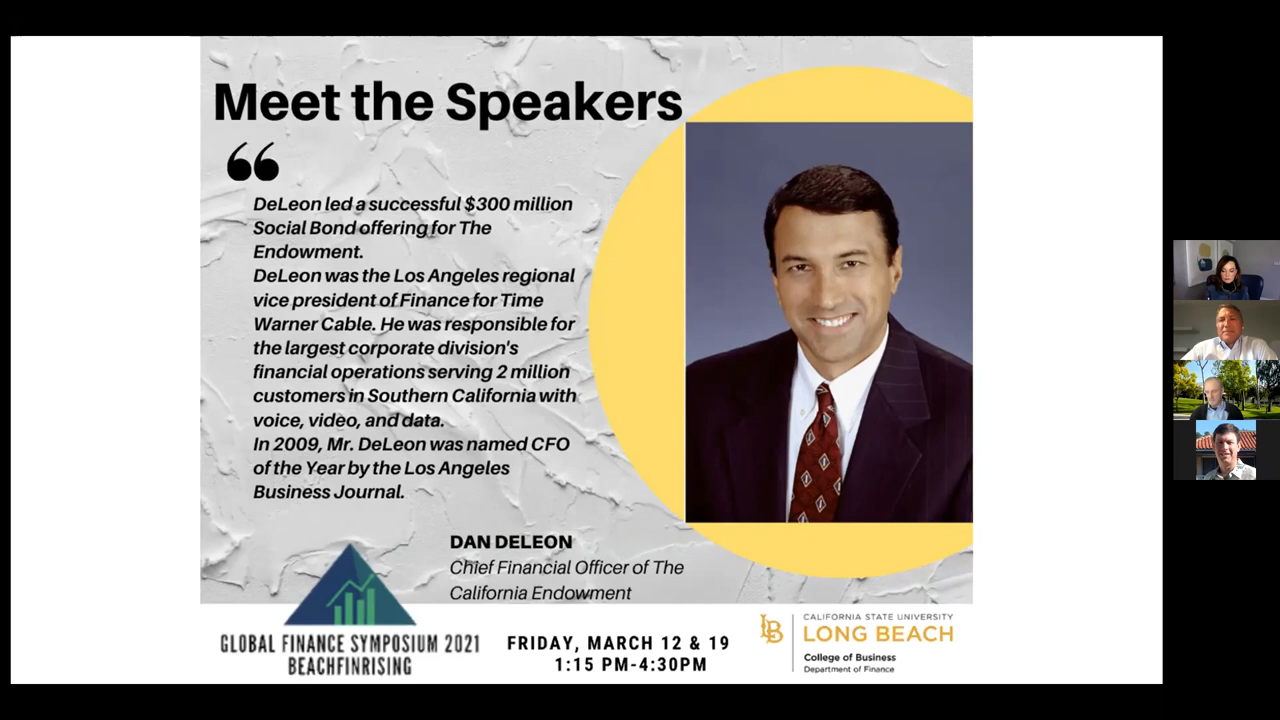 Meet the Speakers
DeLeon led a successful $300 million
Social Bond offering for The
Endowment.
DeLeon was the Los Angeles regional
vice president of Finance for Time
Warner Cable. He was responsible for
the largest corporate division's
financial operations serving 2 million
customers in Southern California with
voice, video, and data.
In 2009, Mr. DeLeon was named CFO
of the Year by the Los Angeles
Business Journal.
DAN DELEON
Chief Financial Officer of The
California Endowment
GLOBAL FINANCE SYMPOSIUM 2021
BEACHFINRISING
FRIDAY, MARCH 12 & 19
1:15 PM-4:30PM
LB
CALIFORNIA STATE UNIVERSITY
LONG BEACH
College of Business
Department of Finance